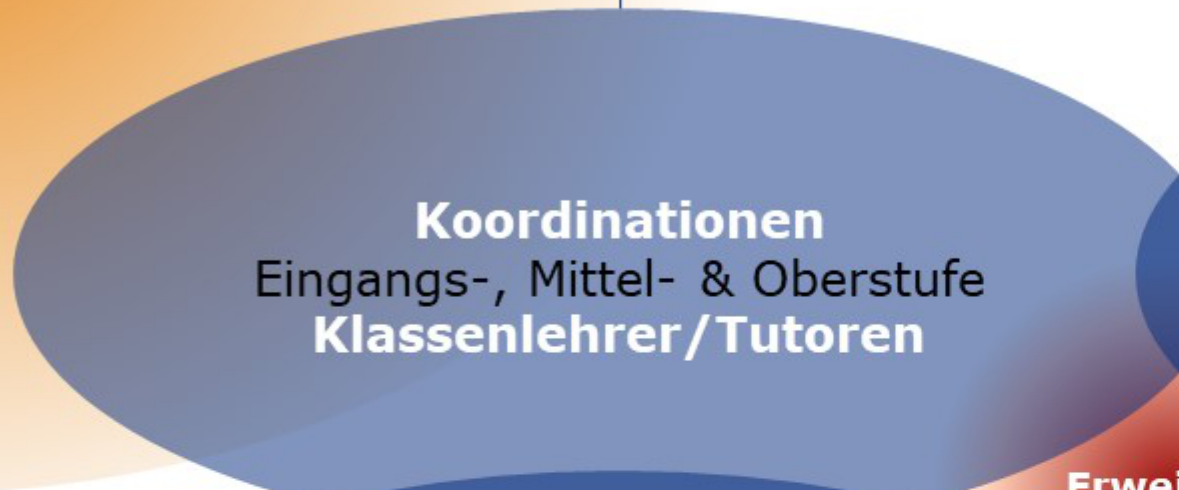 Koordinationen
Eingangs-, Mittel- & Oberstufe
Klassenlehrer/Tutoren